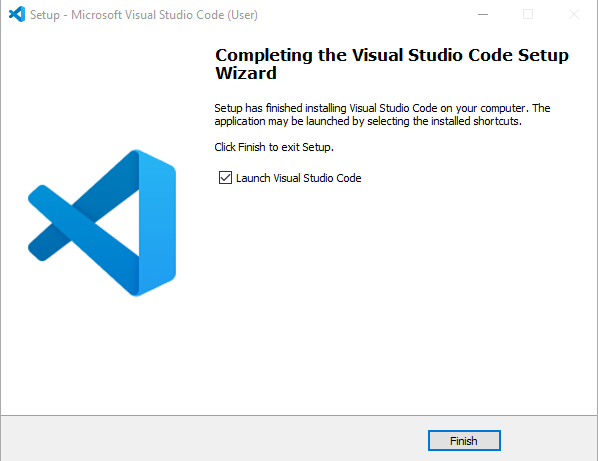 Setup - Microsoft Visual Studio Code (User)
Completing the Visual Studio Code Setup
Wizard
Setup has finished installing Visual Studio Code on your computer. The
application may be launched by selecting the installed shortcuts.
Click Finish to exit Setup.
Launch Visual Studio Code
Finish